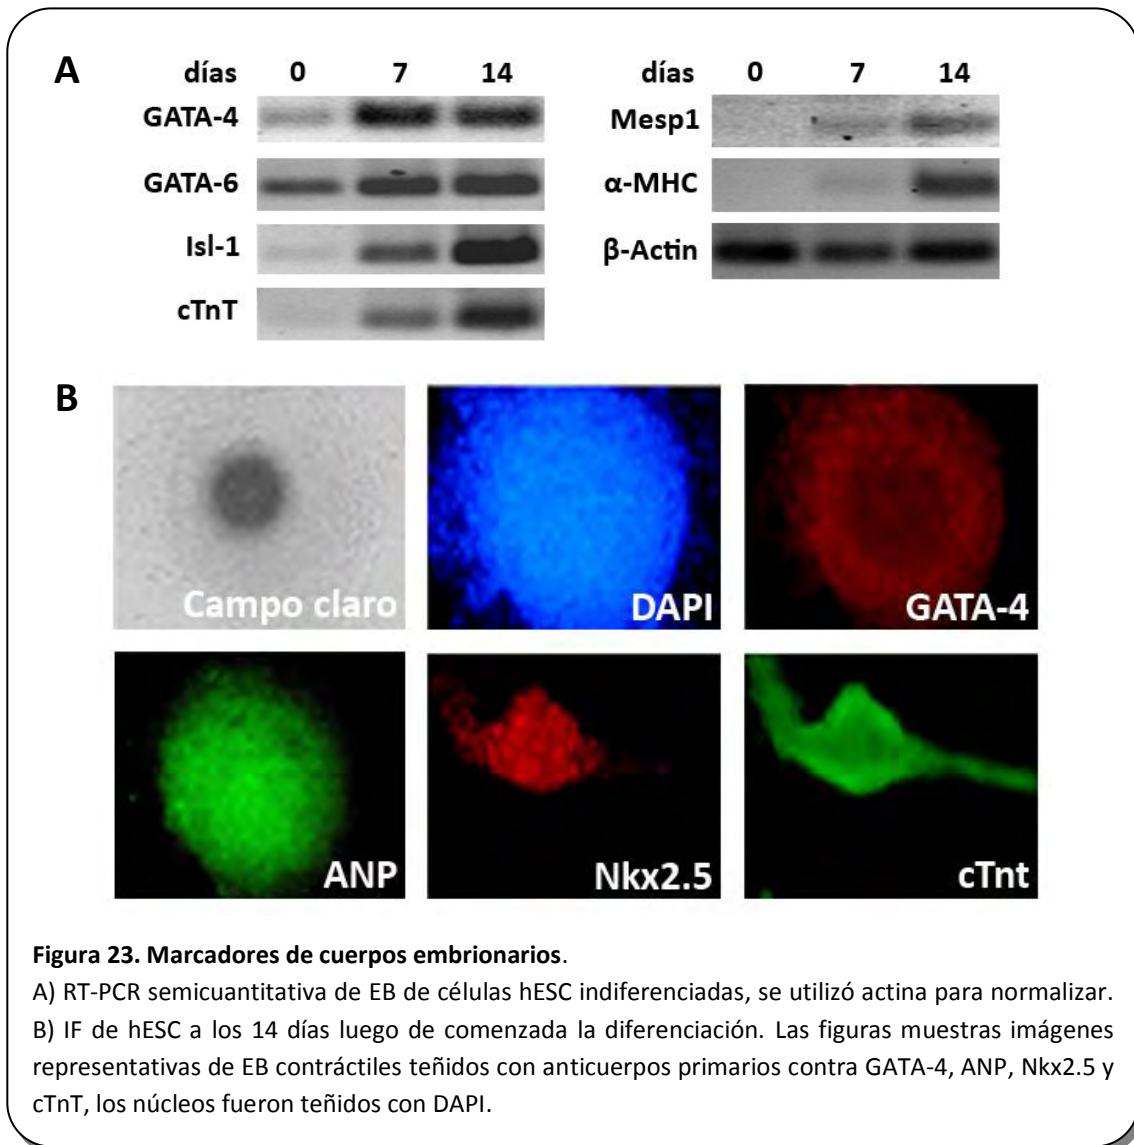 A
días 0 7 14
GATA-4
GATA-6
Isl-1
cTnT
días 0 7 14
Mesp1
α-MHC
β-Actin
B
Campo claro
DAPI
GATA-4
ANP
Nkx2.5
cTnt
Figura 23. Marcadores de cuerpos embrionarios.
A) RT-PCR semicuantitativa de EB de células hESC indiferenciadas, se utilizó actina para normalizar.
B) IF de hESC a los 14 días luego de comenzada la diferenciación. Las figuras muestras imágenes
representativas de EB contráctiles teñidos con anticuerpos primarios contra GATA-4, ANP, Nkx2.5 y
cTnT, los núcleos fueron teñidos con DAPI.